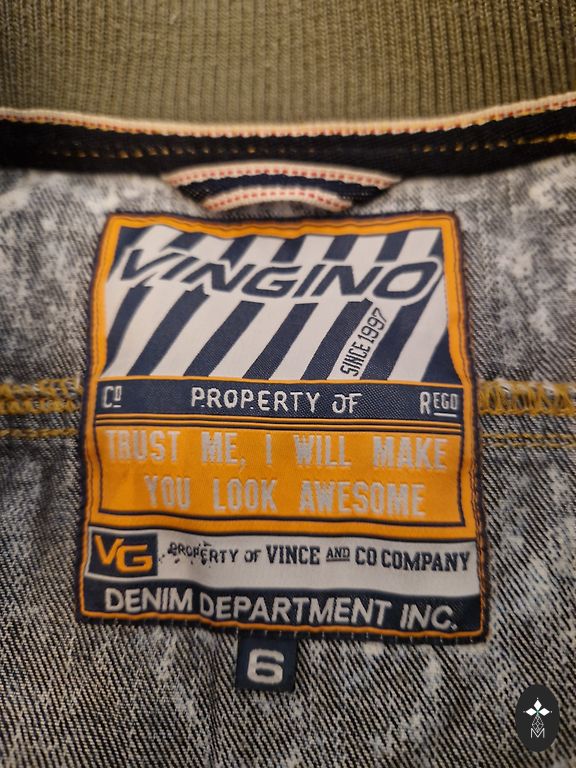 VINGINO
SINCE 1997
CO PROPERTY OF REGD
TRUST ME, I WILL MAKE
YOU LOOK AWESOME
VG PROPERTY OF VINCE AND CO COMPANY
DENIM DEPARTMENT INC.
6
M